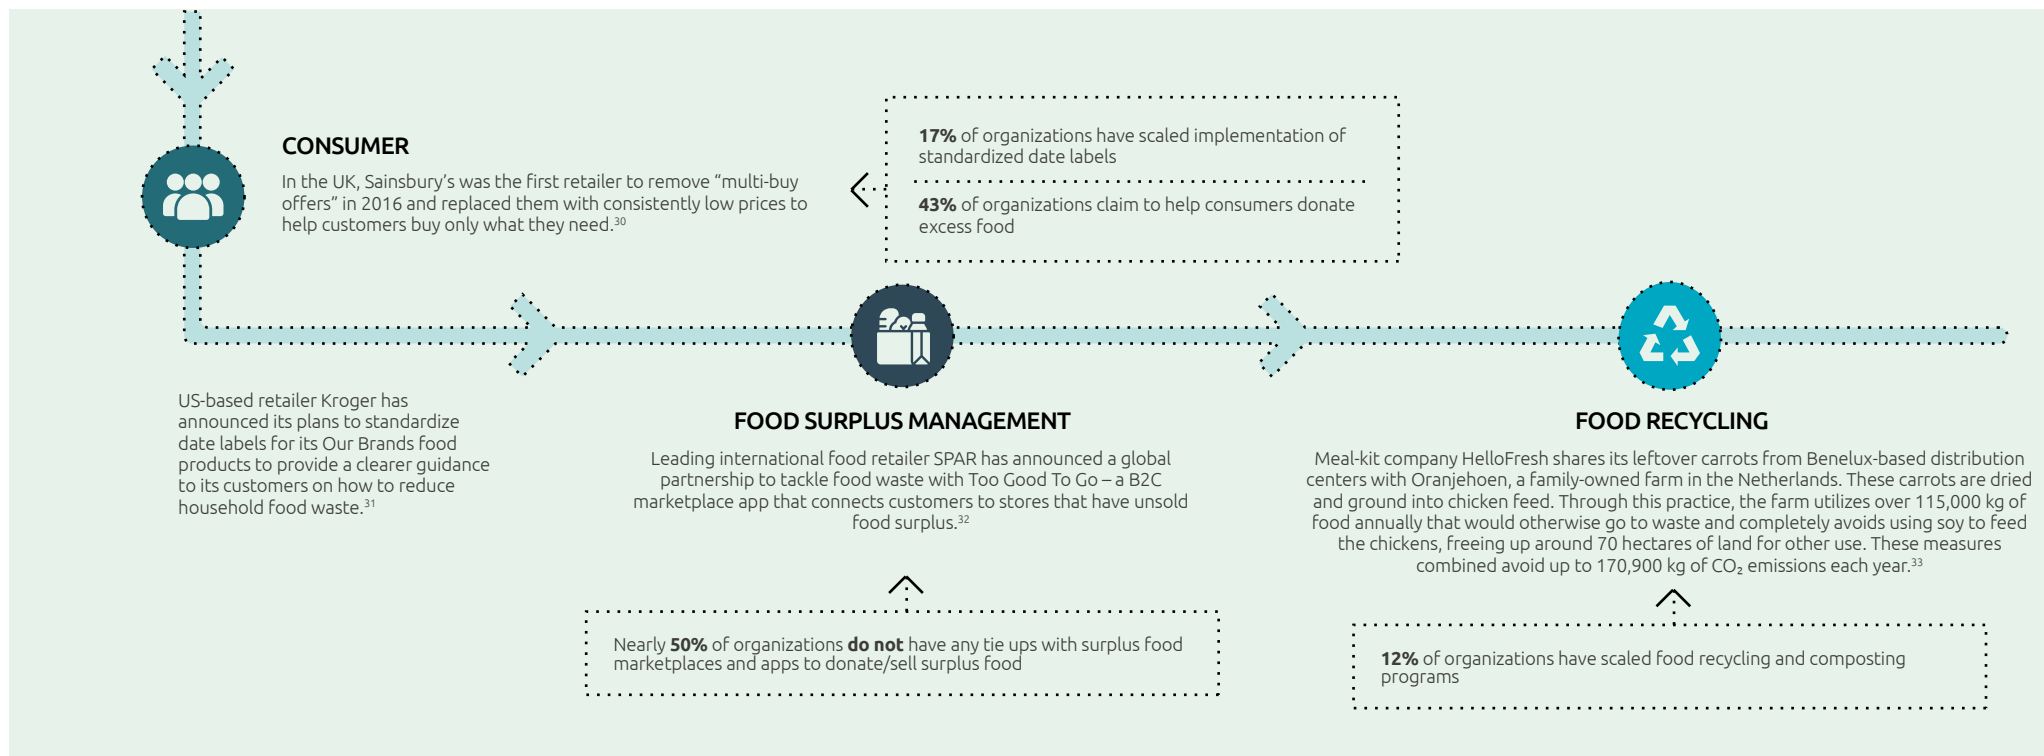 CONSUMER
In the UK, Sainsbury's was the first retailer to remove “multi-buy
offers” in 2016 and replaced them with consistently low prices to
help customers buy only what they need.30
17% of organizations have scaled implementation of
standardized date labels
43% of organizations claim to help consumers donate
excess food
US-based retailer Kroger has
announced its plans to standardize
date labels for its Our Brands food
products to provide a clearer guidance
to its customers on how to reduce
household food waste.31
FOOD SURPLUS MANAGEMENT
Leading international food retailer SPAR has announced a global
partnership to tackle food waste with Too Good To Go – a B2C
marketplace app that connects customers to stores that have unsold
food surplus.32
Nearly 50% of organizations do not have any tie ups with surplus food
marketplaces and apps to donate/sell surplus food
FOOD RECYCLING
Meal-kit company HelloFresh shares its leftover carrots from Benelux-based distribution
centers with Oranjehoen, a family-owned farm in the Netherlands. These carrots are dried
and ground into chicken feed. Through this practice, the farm utilizes over 115,000 kg of
food annually that would otherwise go to waste and completely avoids using soy to feed
the chickens, freeing up around 70 hectares of land for other use. These measures
combined avoid up to 170,900 kg of CO₂ emissions each year.33
12% of organizations have scaled food recycling and composting
programs